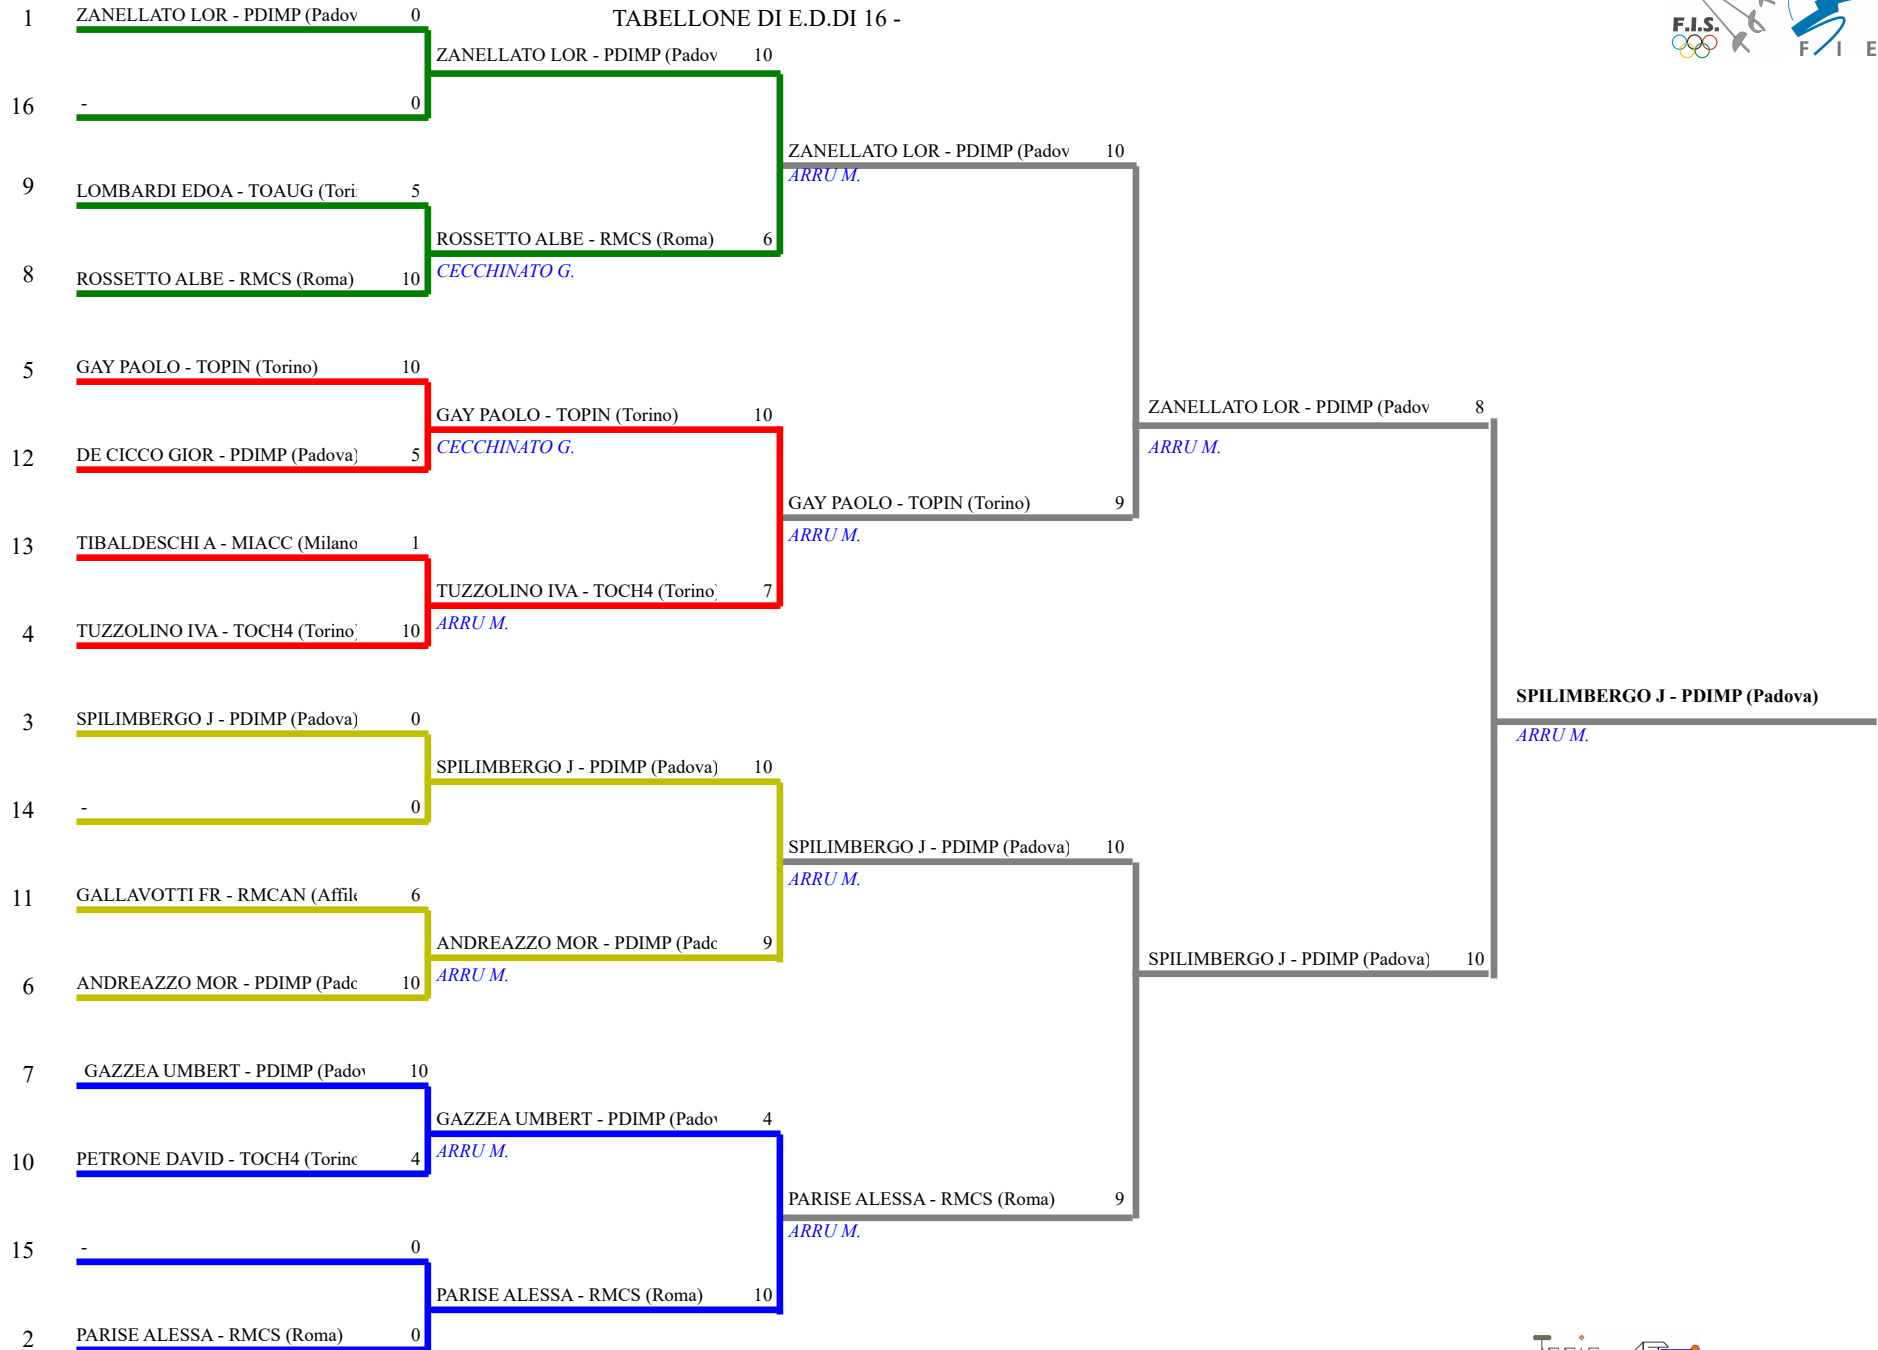 TABELLONE DI E.D.DI 16 -
F.I.S.
F I E
1 ZANELLATO LOR - PDIMP (Padov 0
ZANELLATO LOR - PDIMP (Padov 10
16 - 0
ZANELLATO LOR - PDIMP (Padov 10
ARRU M.
9 LOMBARDI EDOA - TOAUG (Tori 5
ROSSETTO ALBE - RMCS (Roma) 6
CECCHINATO G.
8 ROSSETTO ALBE - RMCS (Roma) 10
5 GAY PAOLO - TOPIN (Torino) 10
GAY PAOLO - TOPIN (Torino) 10
CECCHINATO G.
ZANELLATO LOR - PDIMP (Padov 8
ARRU M.
12 DE CICCO GIOR - PDIMP (Padova) 5
GAY PAOLO - TOPIN (Torino) 9
ARRU M.
13 TIBALDESCHI A - MIACC (Milano 1
TUZZOLINO IVA - TOCH4 (Torino) 7
ARRU M.
4 TUZZOLINO IVA - TOCH4 (Torino) 10
SPILIMBERGO J - PDIMP (Padova)
ARRU M.
3 SPILIMBERGO J - PDIMP (Padova) 0
SPILIMBERGO J - PDIMP (Padova) 10
14 - 0
SPILIMBERGO J - PDIMP (Padova) 10
ARRU M.
11 GALLAVOTTI FR - RMCAN (Affile 6
ANDREAZZO MOR - PDIMP (Pado 9
ARRU M.
SPILIMBERGO J - PDIMP (Padova) 10
6 ANDREAZZO MOR - PDIMP (Pado 10
7 GAZZEA UMBERT - PDIMP (Padov 10
GAZZEA UMBERT - PDIMP (Padov 4
ARRU M.
10 PETRONE DAVID - TOCH4 (Torino 4
PARISE ALESSA - RMCS (Roma) 9
ARRU M.
15 - 0
PARISE ALESSA - RMCS (Roma) 10
2 PARISE ALESSA - RMCS (Roma) 0